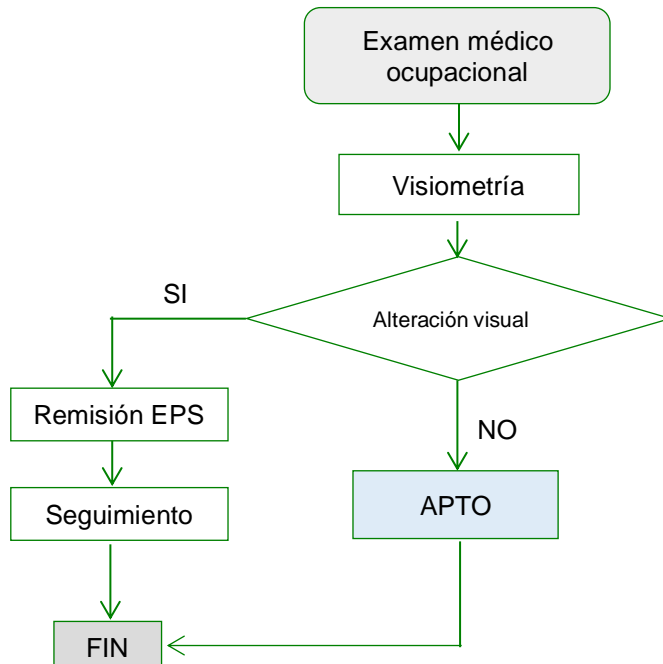 Examen médico
ocupacional
Visiometría
SI
Alteración visual
Remisión EPS
NO
Seguimiento
APTO
FIN